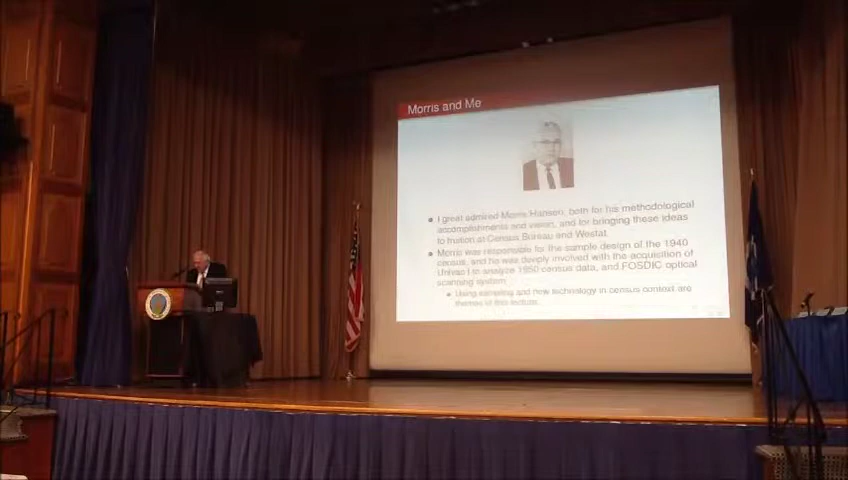 Morris and Me
I great admired Morris Hansen, both for his methodological
accomplishments and vision, and for bringing these ideas
to fruition at Census Bureau and Westat.
Morris was responsible for the sample design of the 1940
census, and he was deeply involved with the acquisition of
Univac I to analyze 1950 census data, and FOSDIC optical
scanning system.
Using sampling and new technology in census context are
themes of this lecture.